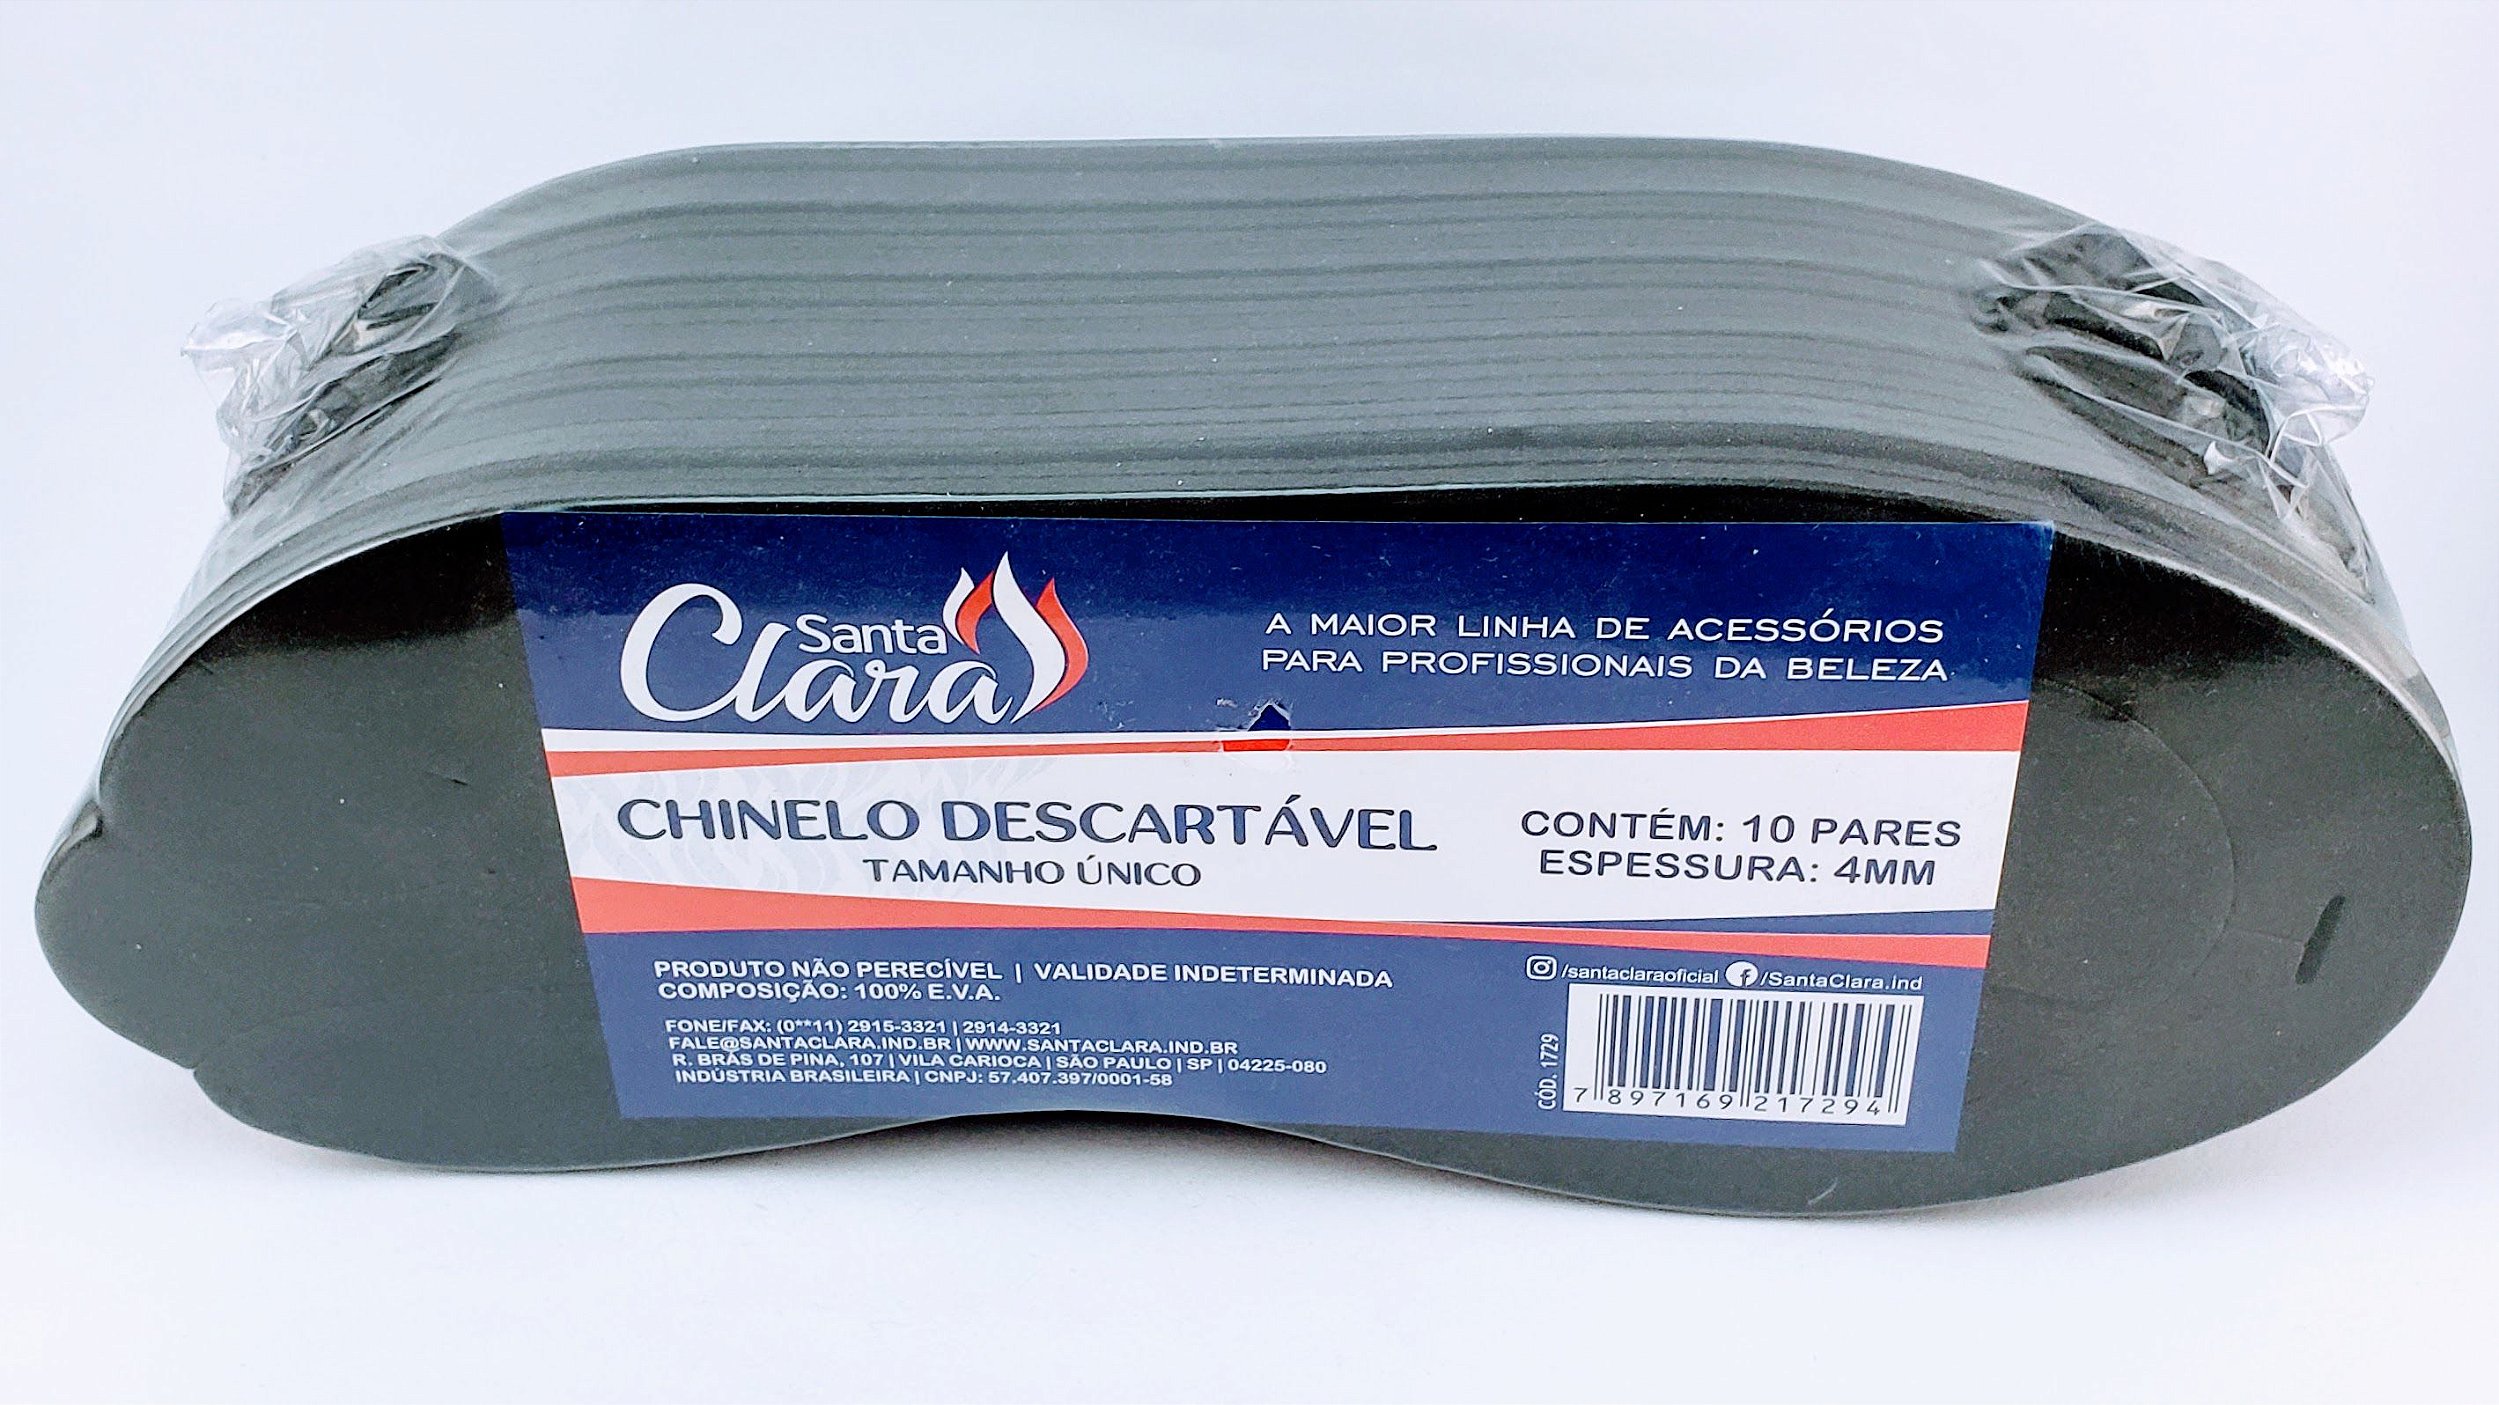 Santa
Clara
A MAIOR LINHA DE ACESSÓRIOS
PARA PROFISSIONAIS DA BELEZA
CHINELO DESCARTÁVEL
TAMANHO ÚNICO
CONTÉM: 10 PARES
ESPESSURA: 4MM
PRODUTO NÃO PERECÍVEL | VALIDADE INDETERMINADA
COMPOSIÇÃO: 100% E.V.A.
FONE/FAX: (0**11) 2915-3321 | 2914-3321
FALE@SANTACLARA.IND.BR | WWW.SANTACLARA.IND.BR
R. BRÁS DE PINA, 107 | VILA CARIOCA | SÃO PAULO | SP | 04225-080
INDÚSTRIA BRASILEIRA | CNPJ: 57.407.397/0001-58
/santaclaraoficial /SantaClara.ind
CÓD. 1729
7 897169 217294